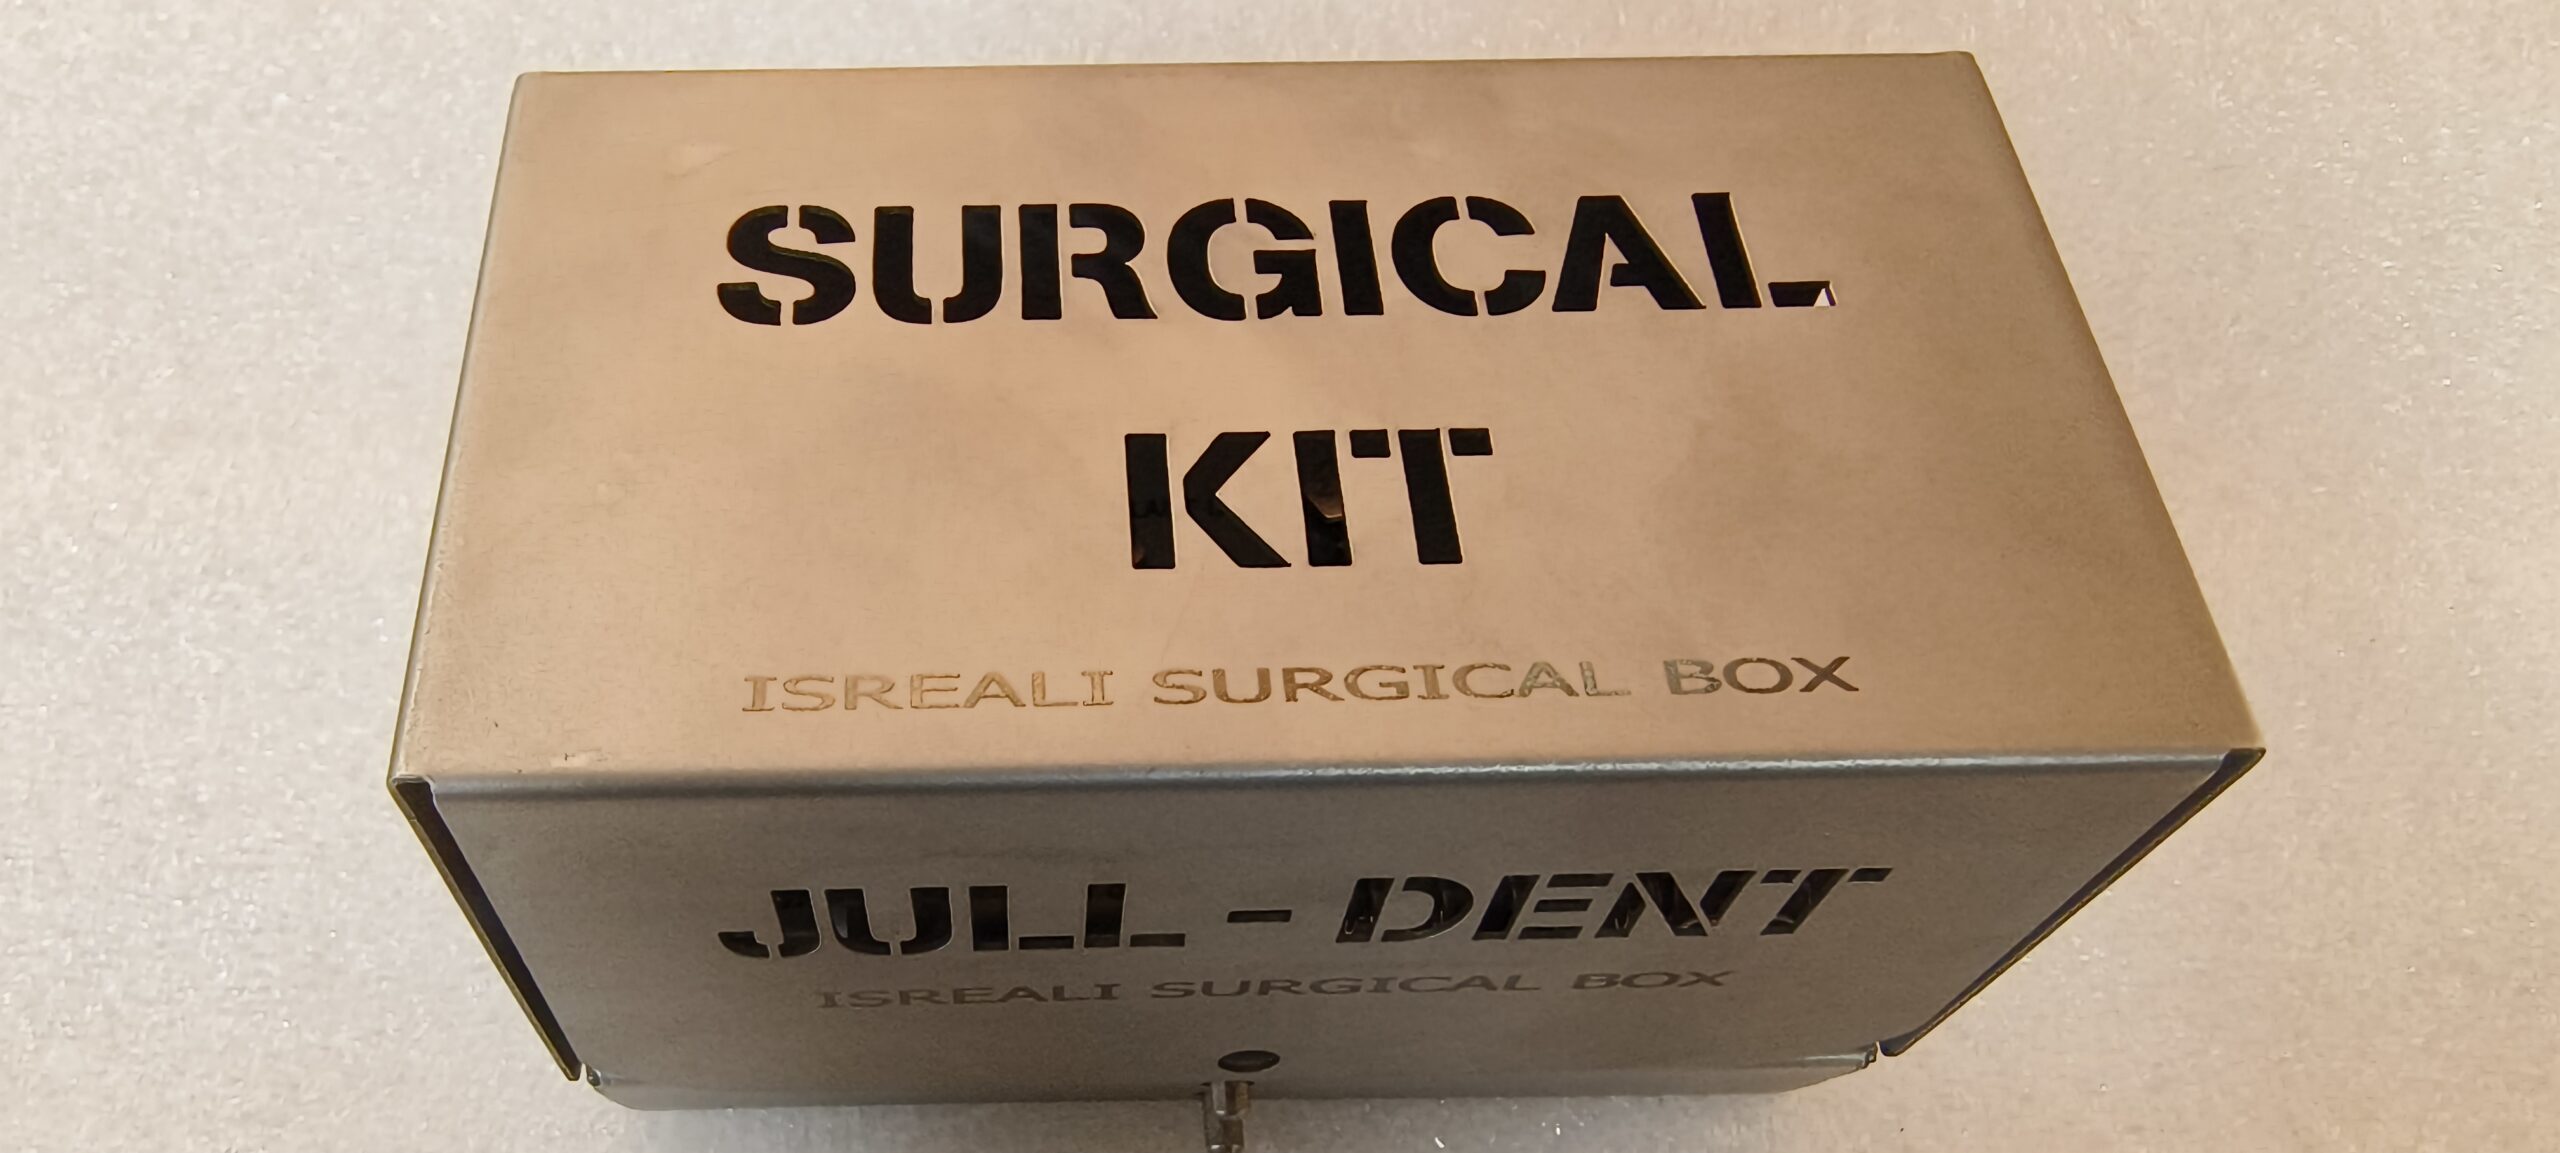 SURGICAL
KIT
ISREALI SURGICAL BOX
JULL - DENT
ISREALI SURGICAL BOX